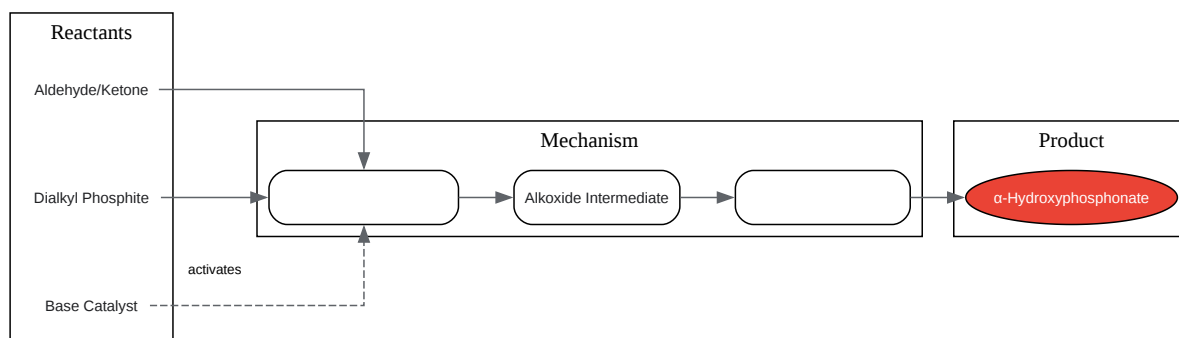 Reactants
Aldehyde/Ketone
Mechanism
Product
Dialkyl Phosphite
Alkoxide Intermediate
α-Hydroxyphosphonate
activates
Base Catalyst